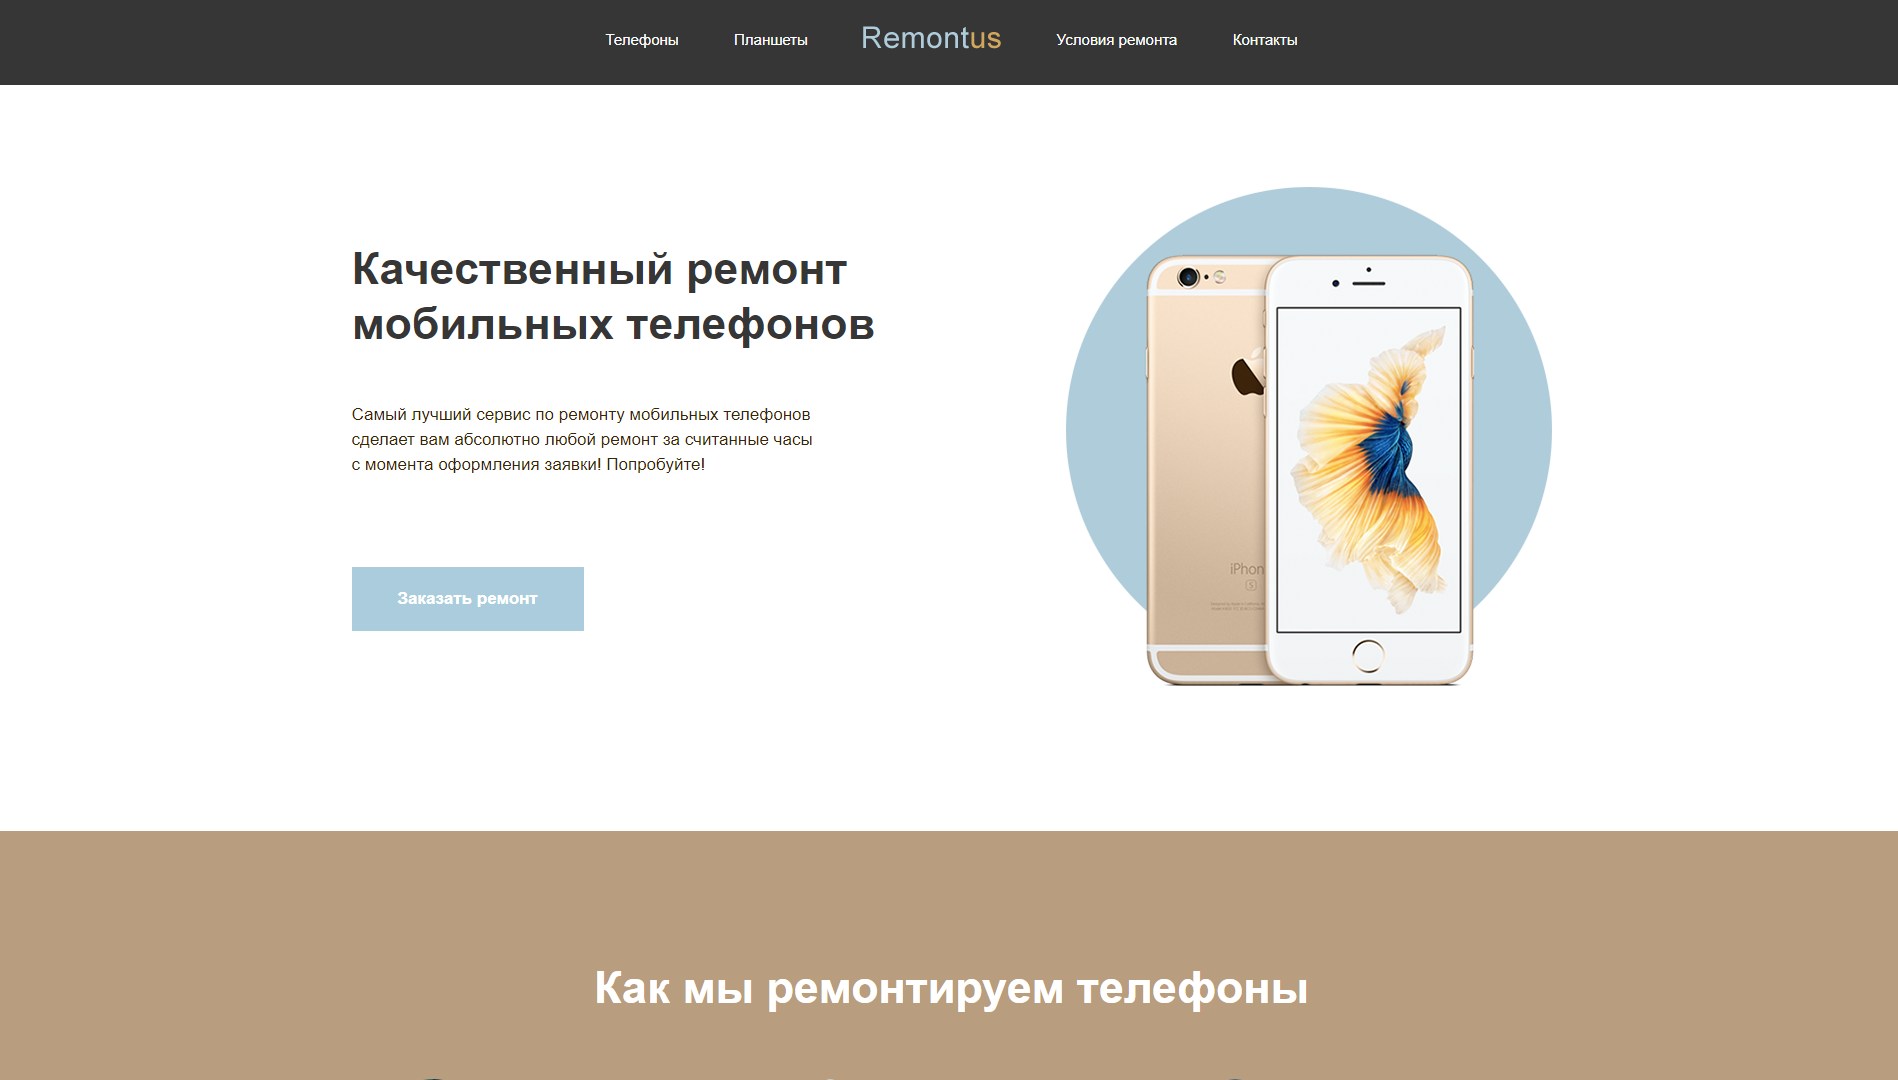 Телефоны Планшеты Remontus Условия ремонта Контакты
Качественный ремонт
мобильных телефонов
Самый лучший сервис по ремонту мобильных телефонов
сделает вам абсолютно любой ремонт за считанные часы
с момента оформления заявки! Попробуйте!
Заказать ремонт
iPhon
S
Как мы ремонтируем телефоны